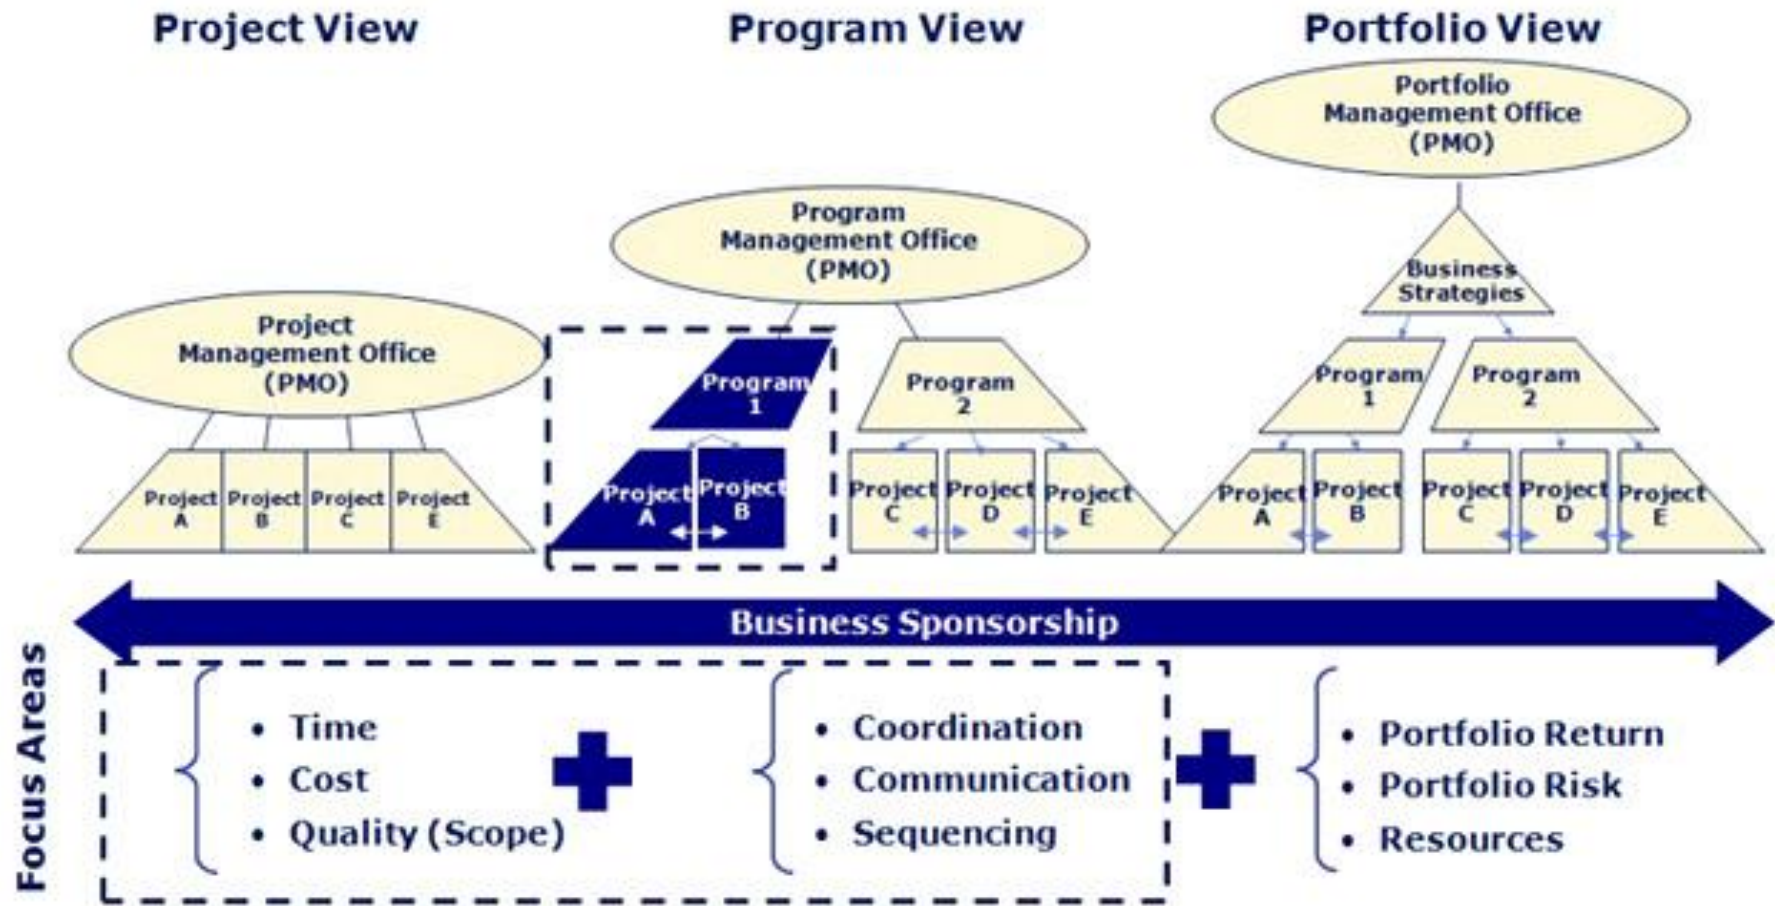 Project View
Program View
Portfolio View
Project
Management Office
(PMO)
Project
A
Project
B
Project
C
Project
E
Program
Management Office
(PMO)
Program
1
Program
2
Project
A
Project
B
Project
C
Project
D
Project
E
Portfolio
Management Office
(PMO)
Business
Strategies
Program
1
Program
2
Project
A
Project
B
Project
C
Project
D
Project
E
Business Sponsorship
Focus Areas
• Time
• Cost
• Quality (Scope)
• Coordination
• Communication
• Sequencing
• Portfolio Return
• Portfolio Risk
• Resources